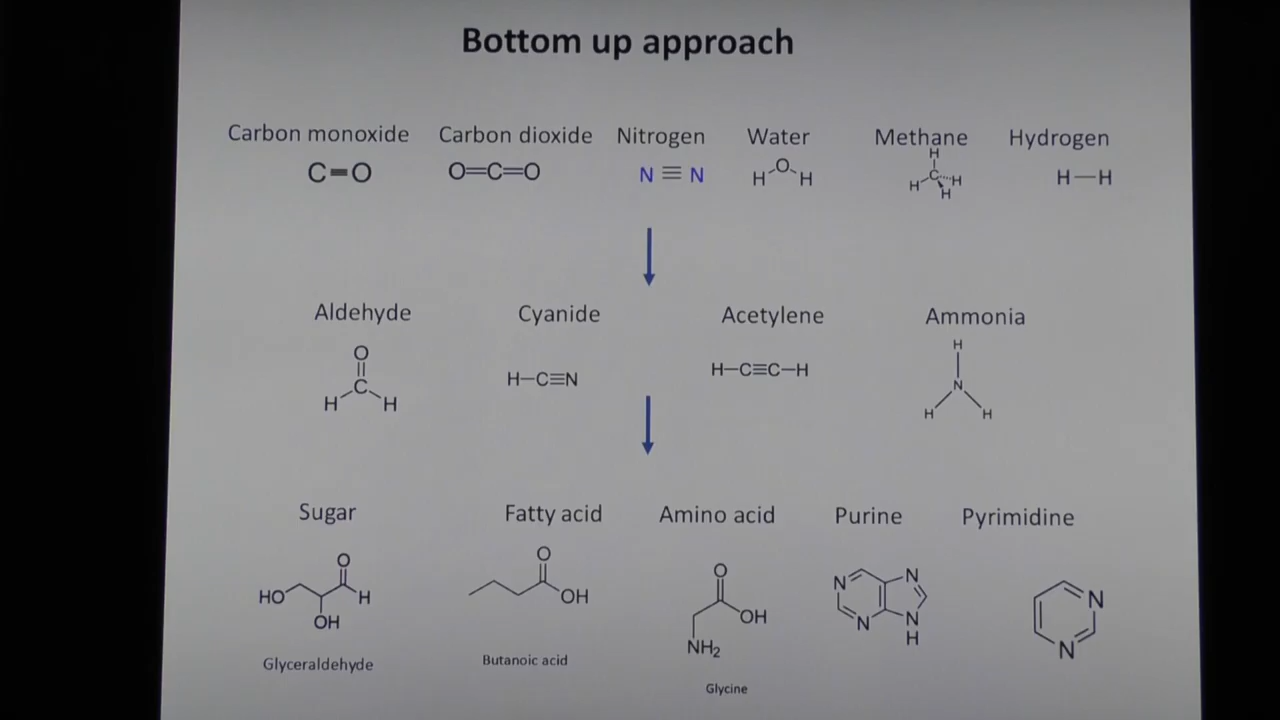 Bottom up approach
Carbon monoxide Carbon dioxide Nitrogen Water Methane Hydrogen
C=O O=C=O N≡N H O H H C H H H H—H
Aldehyde Cyanide Acetylene Ammonia
O C H H H—C≡N H—C≡C—H H N H H
Sugar Fatty acid Amino acid Purine Pyrimidine
HO O H OH O OH O OH NH₂ N N N N H N N
Glyceraldehyde Butanoic acid Glycine